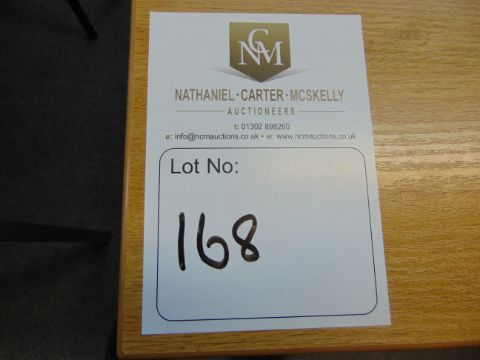 NCM
NATHANIEL · CARTER · MCSKELLY
AUCTIONEERS
t: 01302 898260
e: info@ncmauctions.co.uk • w: www.ncmauctions.co.uk
Lot No:
168